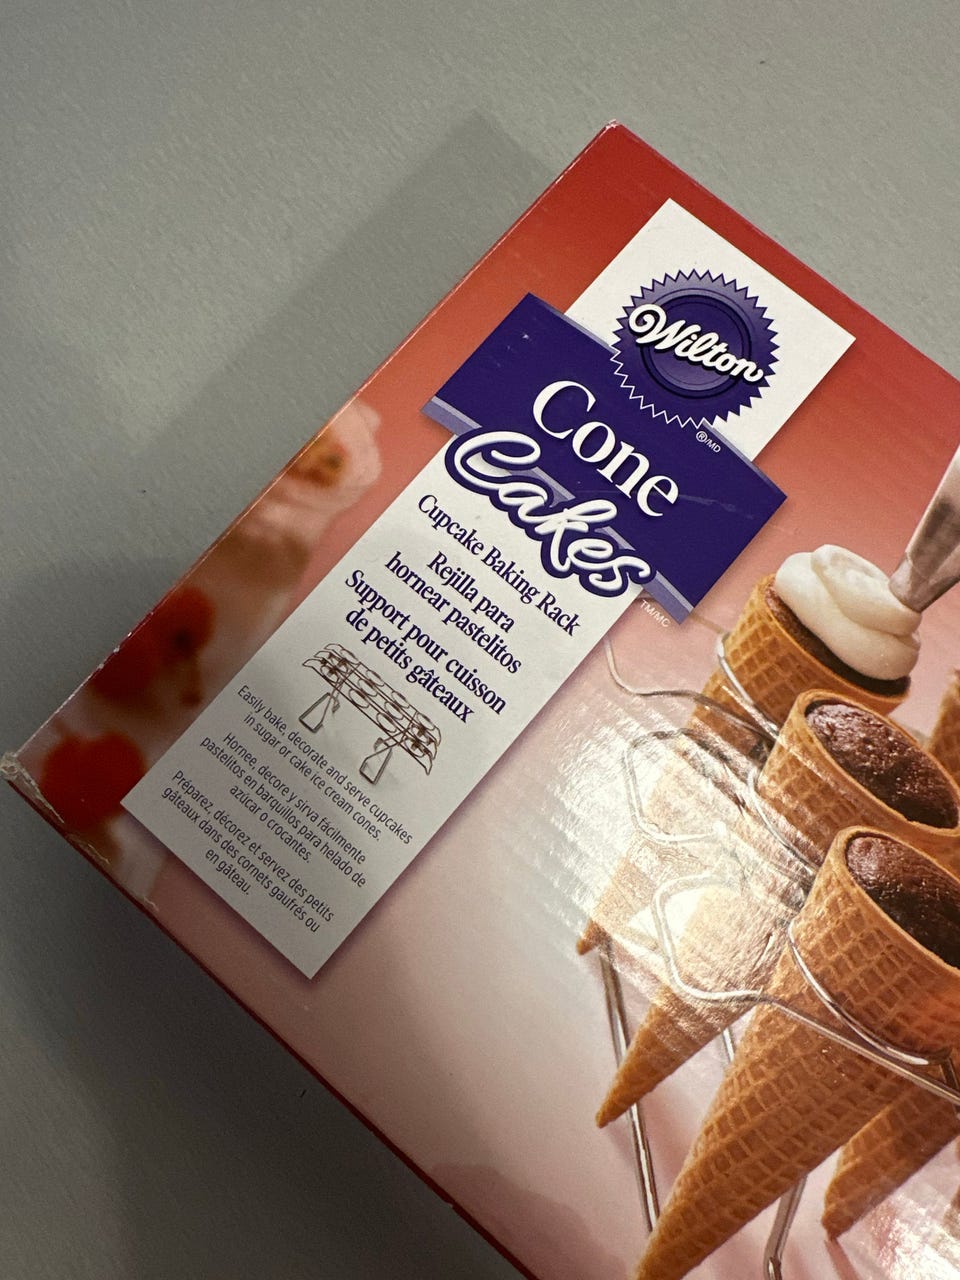 Wilton
®/MD
Cone
Cakes
TM/MC
Cupcake Baking Rack
Rejilla para
hornear pastelitos
Support pour cuisson
de petits gâteaux
Easily bake, decorate and serve cupcakes
in sugar or cake ice cream cones.
Hornee, decore y sirva fácilmente
pastelitos en barquillos para helado de
azúcar o crocantes.
Préparez, décorez et servez des petits
gâteaux dans des cornets gaufrés ou
en gâteau.